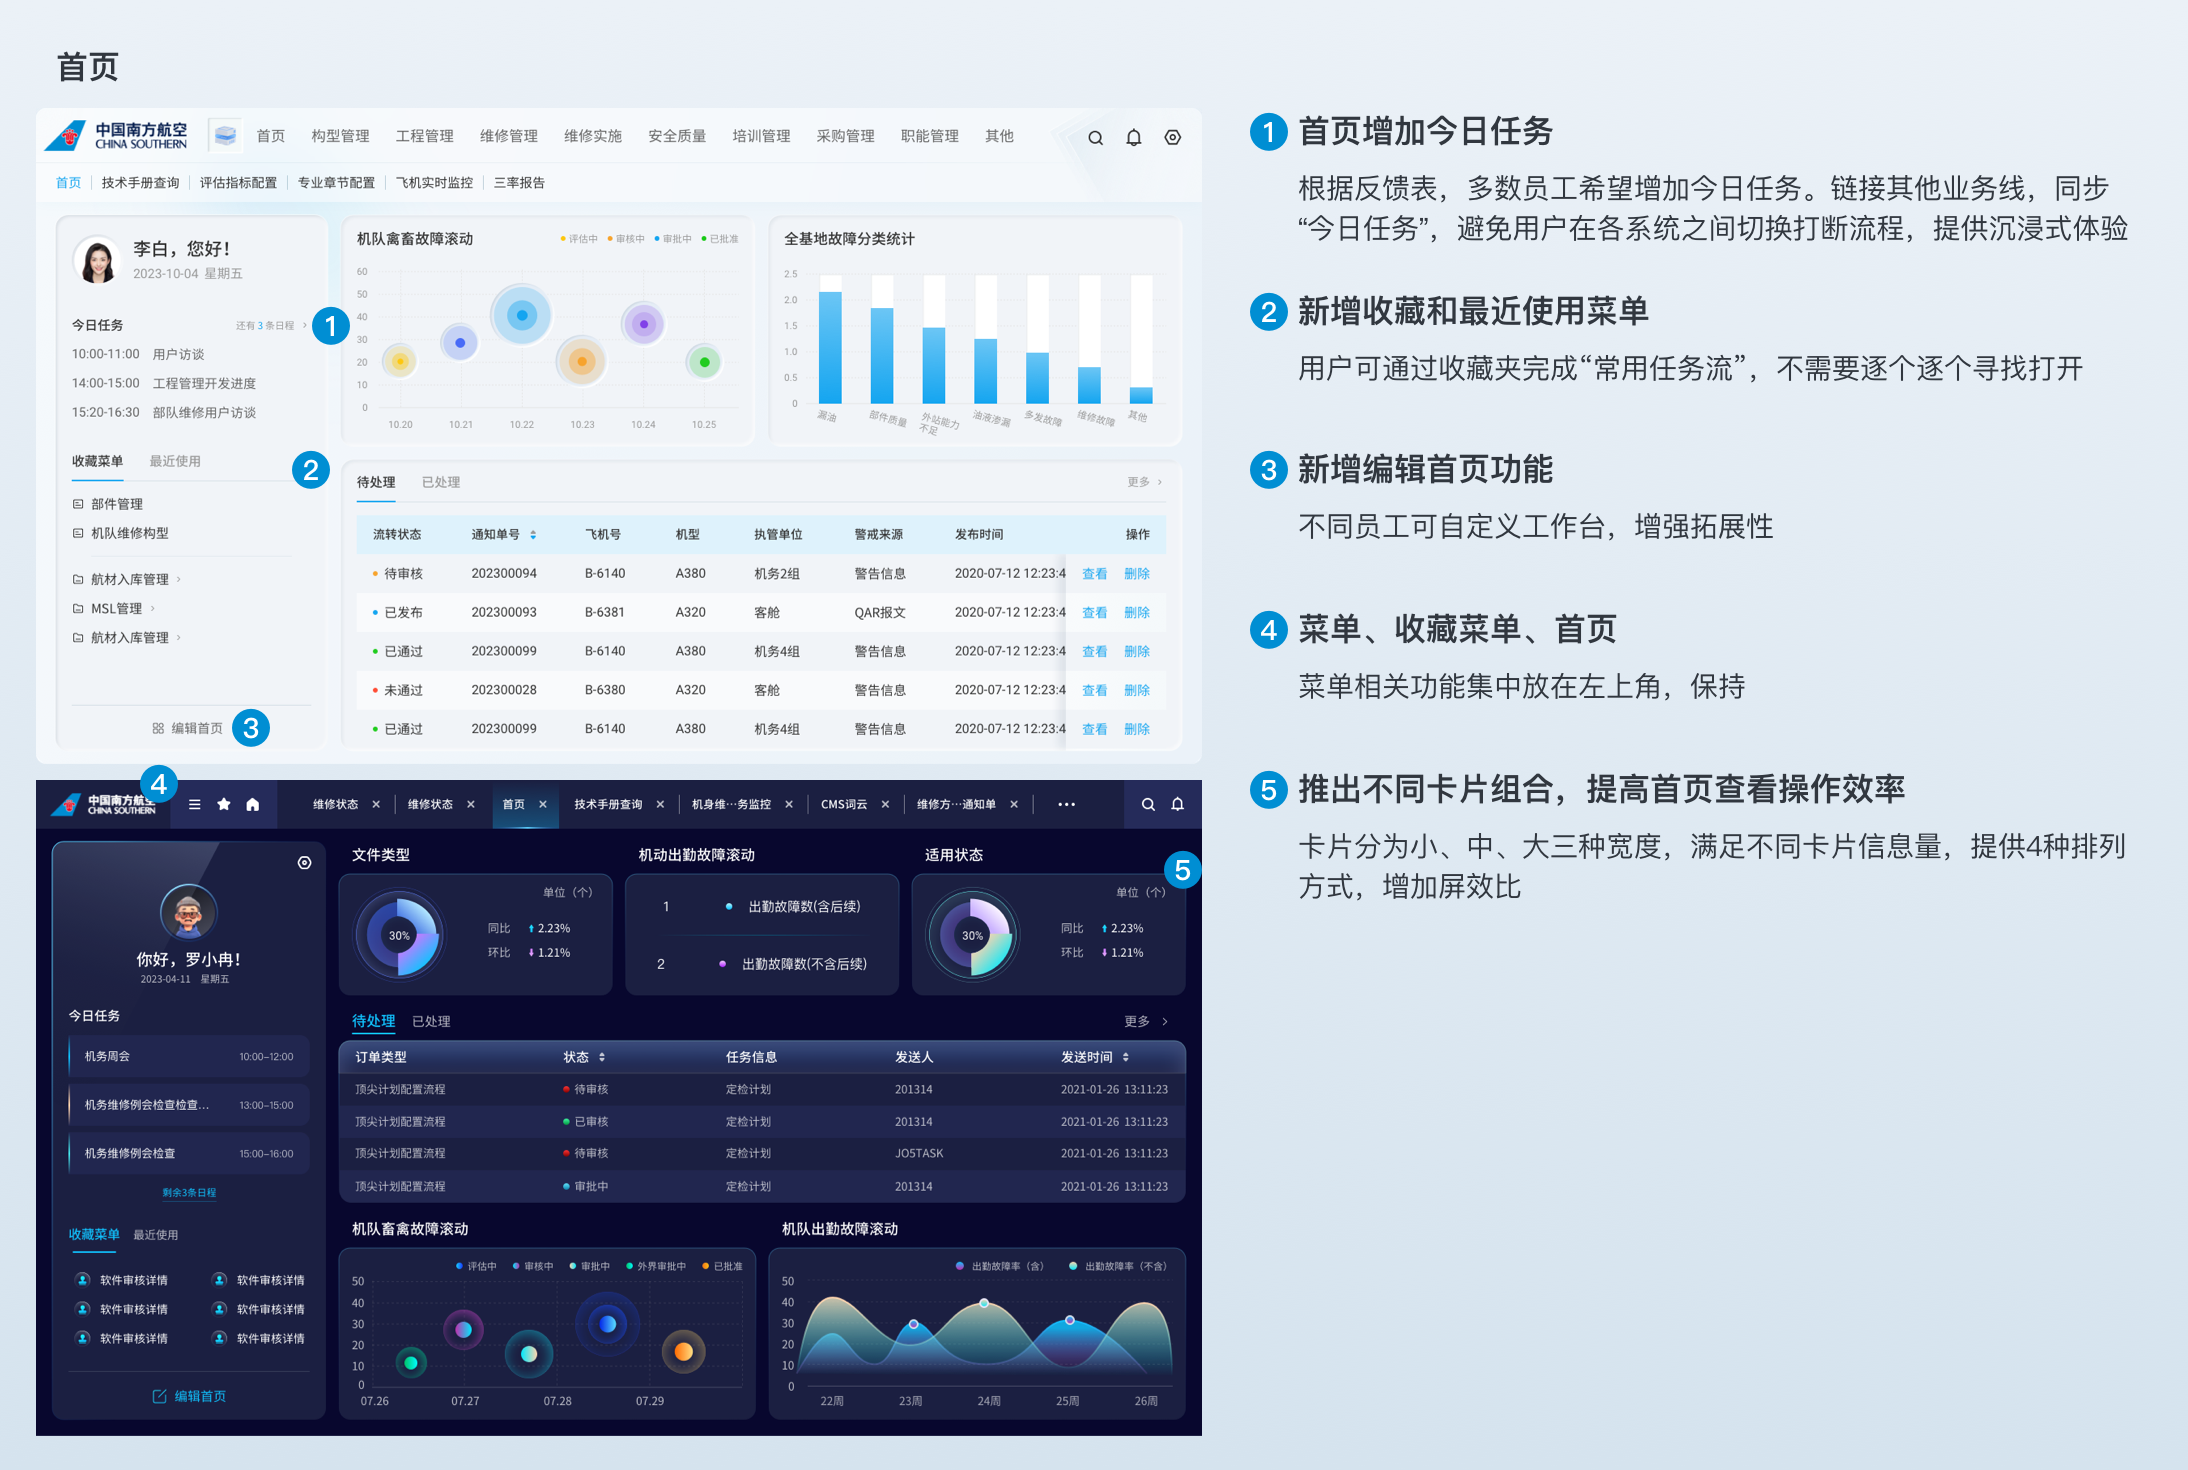 首页
中国南方航空
CHINA SOUTHERN
首页 构型管理 工程管理 维修管理 维修实施 安全质量 培训管理 采购管理 职能管理 其他
首页 技术手册查询 评估指标配置 专业章节配置 飞机实时监控 三率报告
李白，您好！
2023-10-04 星期五
今日任务 还有 3 条日程 1
10:00-11:00 用户访谈
14:00-15:00 工程管理开发进度
15:20-16:30 部队维修用户访谈
收藏菜单 最近使用 2
部件管理
机队维修构型
航材入库管理
MSL管理
航材入库管理
编辑首页 3
机队禽畜故障滚动
评估中 审核中 审批中 已批准
60
50
40
30
20
10
0
10.20 10.21 10.22 10.23 10.24 10.25
全基地故障分类统计
2.5
2.0
1.5
1.0
0.5
0
漏油 部件质量 外站能力不足 油液渗漏 多发故障 维修故障 其他
待处理 已处理 更多
流转状态 通知单号 飞机号 机型 执管单位 警戒来源 发布时间 操作
待审核 202300094 B-6140 A380 机务2组 警告信息 2020-07-12 12:23:4 查看 删除
已发布 202300093 B-6381 A320 客舱 QAR报文 2020-07-12 12:23:4 查看 删除
已通过 202300099 B-6140 A380 机务4组 警告信息 2020-07-12 12:23:4 查看 删除
未通过 202300028 B-6380 A320 客舱 警告信息 2020-07-12 12:23:4 查看 删除
已通过 202300099 B-6140 A380 机务4组 警告信息 2020-07-12 12:23:4 查看 删除
4
中国南方航空
CHINA SOUTHERN
维修状态 维修状态 首页 技术手册查询 机身维…务监控 CMS词云 维修方…通知单
你好，罗小冉！
2023-04-11 星期五
今日任务
机务周会 10:00-12:00
机务维修例会检查检查... 13:00-15:00
机务维修例会检查 15:00-16:00
剩余3条日程
收藏菜单 最近使用
软件审核详情 软件审核详情
软件审核详情 软件审核详情
软件审核详情 软件审核详情
编辑首页
文件类型
单位（个）
30%
同比 2.23%
环比 1.21%
机动出勤故障滚动
1 出勤故障数(含后续)
2 出勤故障数(不含后续)
适用状态
5
单位（个）
30%
同比 2.23%
环比 1.21%
待处理 已处理 更多
订单类型 状态 任务信息 发送人 发送时间
顶尖计划配置流程 待审核 定检计划 201314 2021-01-26 13:11:23
顶尖计划配置流程 已审核 定检计划 201314 2021-01-26 13:11:23
顶尖计划配置流程 待审核 定检计划 JO5TASK 2021-01-26 13:11:23
顶尖计划配置流程 审批中 定检计划 201314 2021-01-26 13:11:23
机队畜禽故障滚动
评估中 审核中 审批中 外界审批中 已批准
50
40
30
20
10
0
07.26 07.27 07.28 07.29
机队出勤故障滚动
出勤故障率（含） 出勤故障率（不含）
50
40
30
20
10
0
22周 23周 24周 25周 26周
1 首页增加今日任务
根据反馈表，多数员工希望增加今日任务。链接其他业务线，同步
“今日任务”，避免用户在各系统之间切换打断流程，提供沉浸式体验
2 新增收藏和最近使用菜单
用户可通过收藏夹完成“常用任务流”，不需要逐个逐个寻找打开
3 新增编辑首页功能
不同员工可自定义工作台，增强拓展性
4 菜单、收藏菜单、首页
菜单相关功能集中放在左上角，保持
5 推出不同卡片组合，提高首页查看操作效率
卡片分为小、中、大三种宽度，满足不同卡片信息量，提供4种排列
方式，增加屏效比